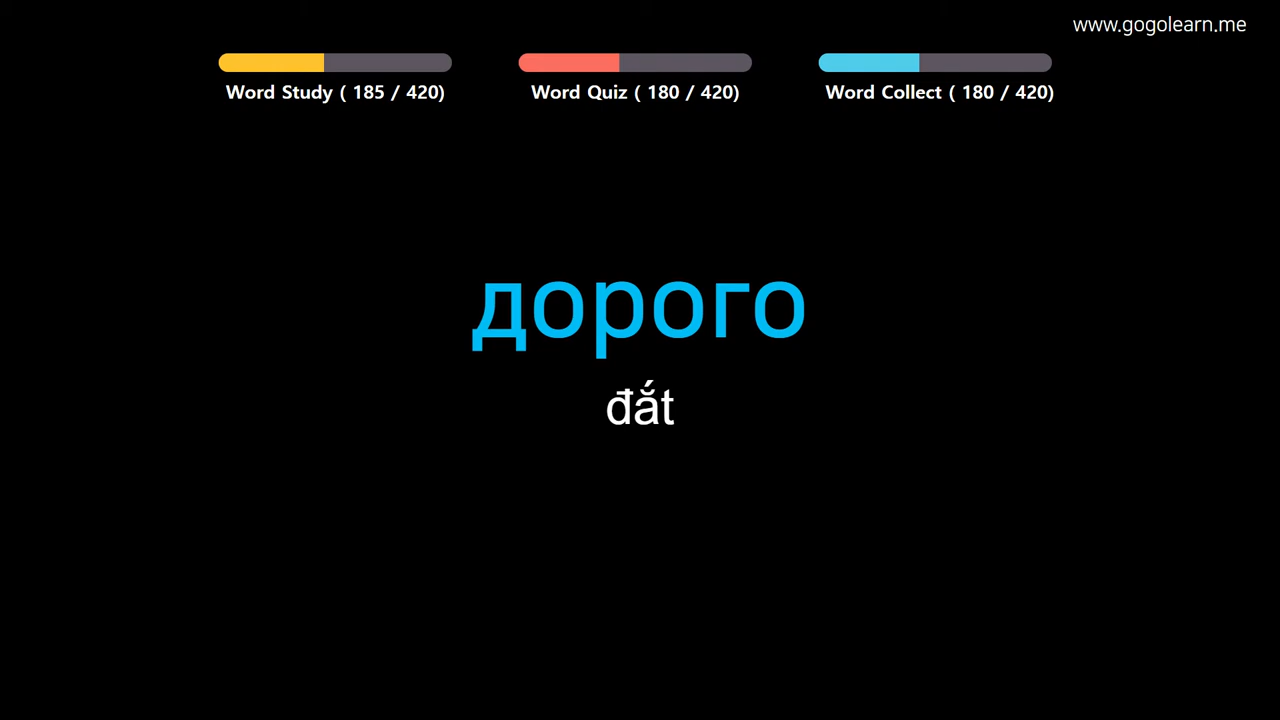 www.gogolearn.me
Word Study ( 185 / 420)
Word Quiz ( 180 / 420)
Word Collect ( 180 / 420)
дорого
đắt